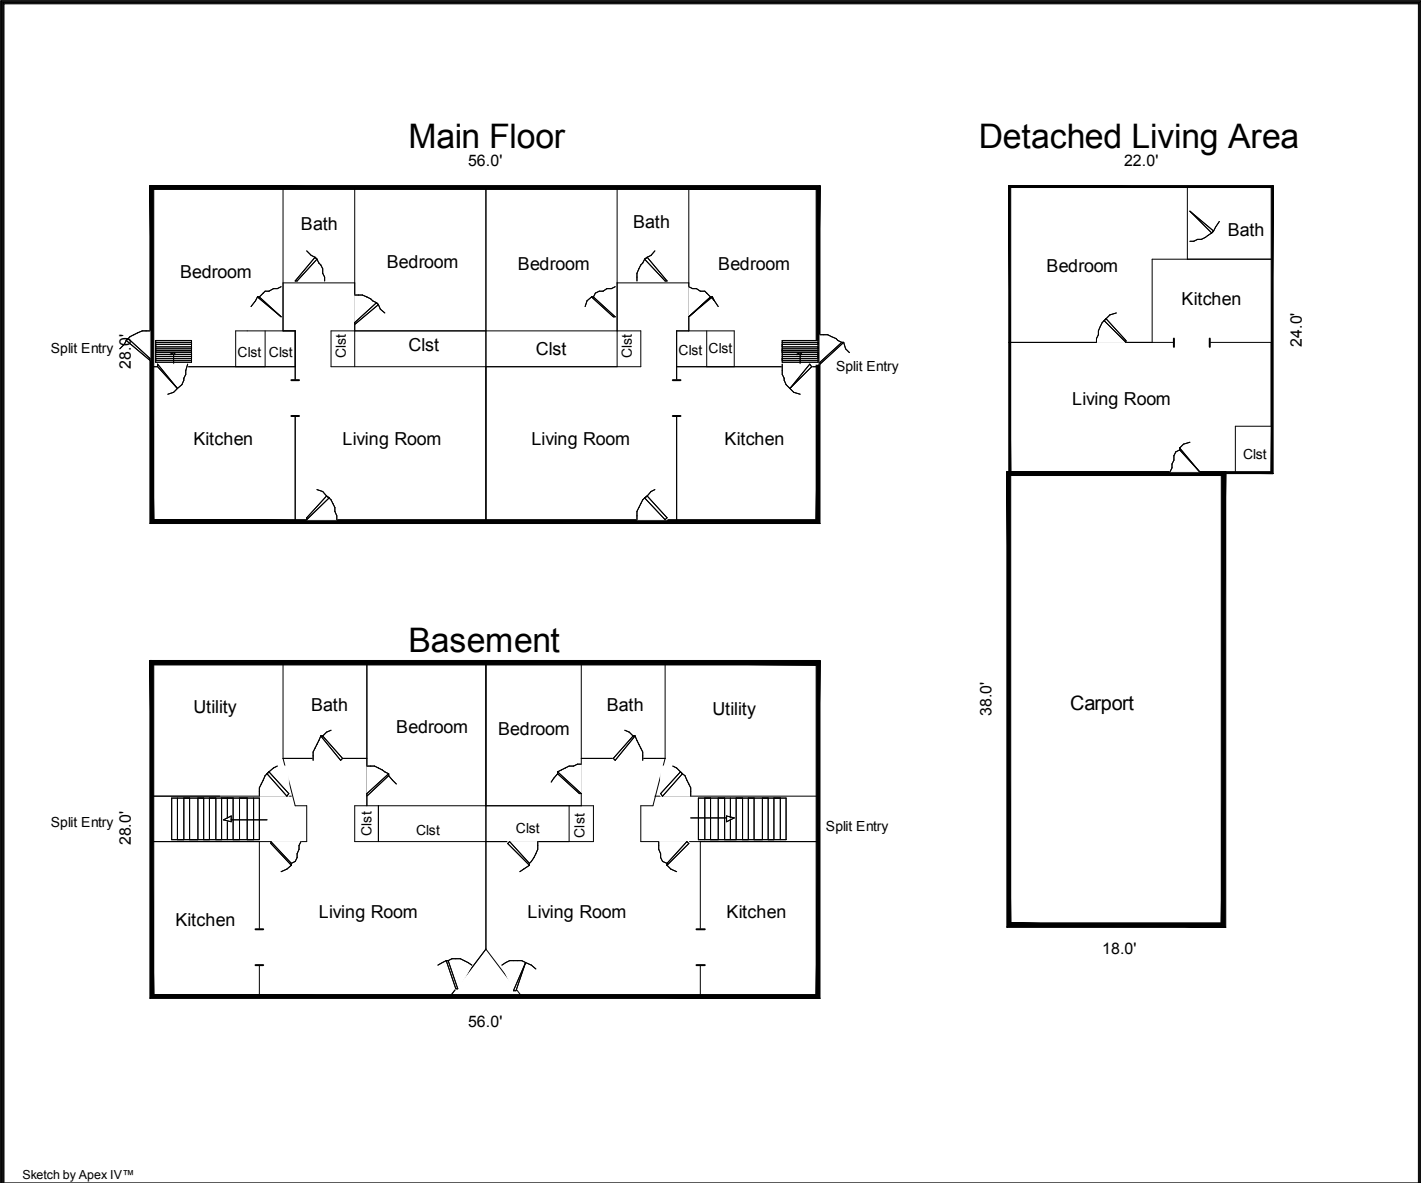 Main Floor
56.0'
Bath
Bedroom
Bedroom
Bedroom
Bath
Bedroom
Split Entry
28.0'
Clst
Clst
Clst
Clst
Clst
Clst
Clst
Clst
Split Entry
Kitchen
Living Room
Living Room
Kitchen
Detached Living Area
22.0'
Bath
Bedroom
Kitchen
24.0'
Living Room
Clst
38.0'
Carport
18.0'
Basement
Utility
Bath
Bedroom
Bedroom
Bath
Utility
Split Entry
28.0'
Clst
Clst
Clst
Clst
Split Entry
Kitchen
Living Room
Living Room
Kitchen
56.0'
Sketch by Apex IV™